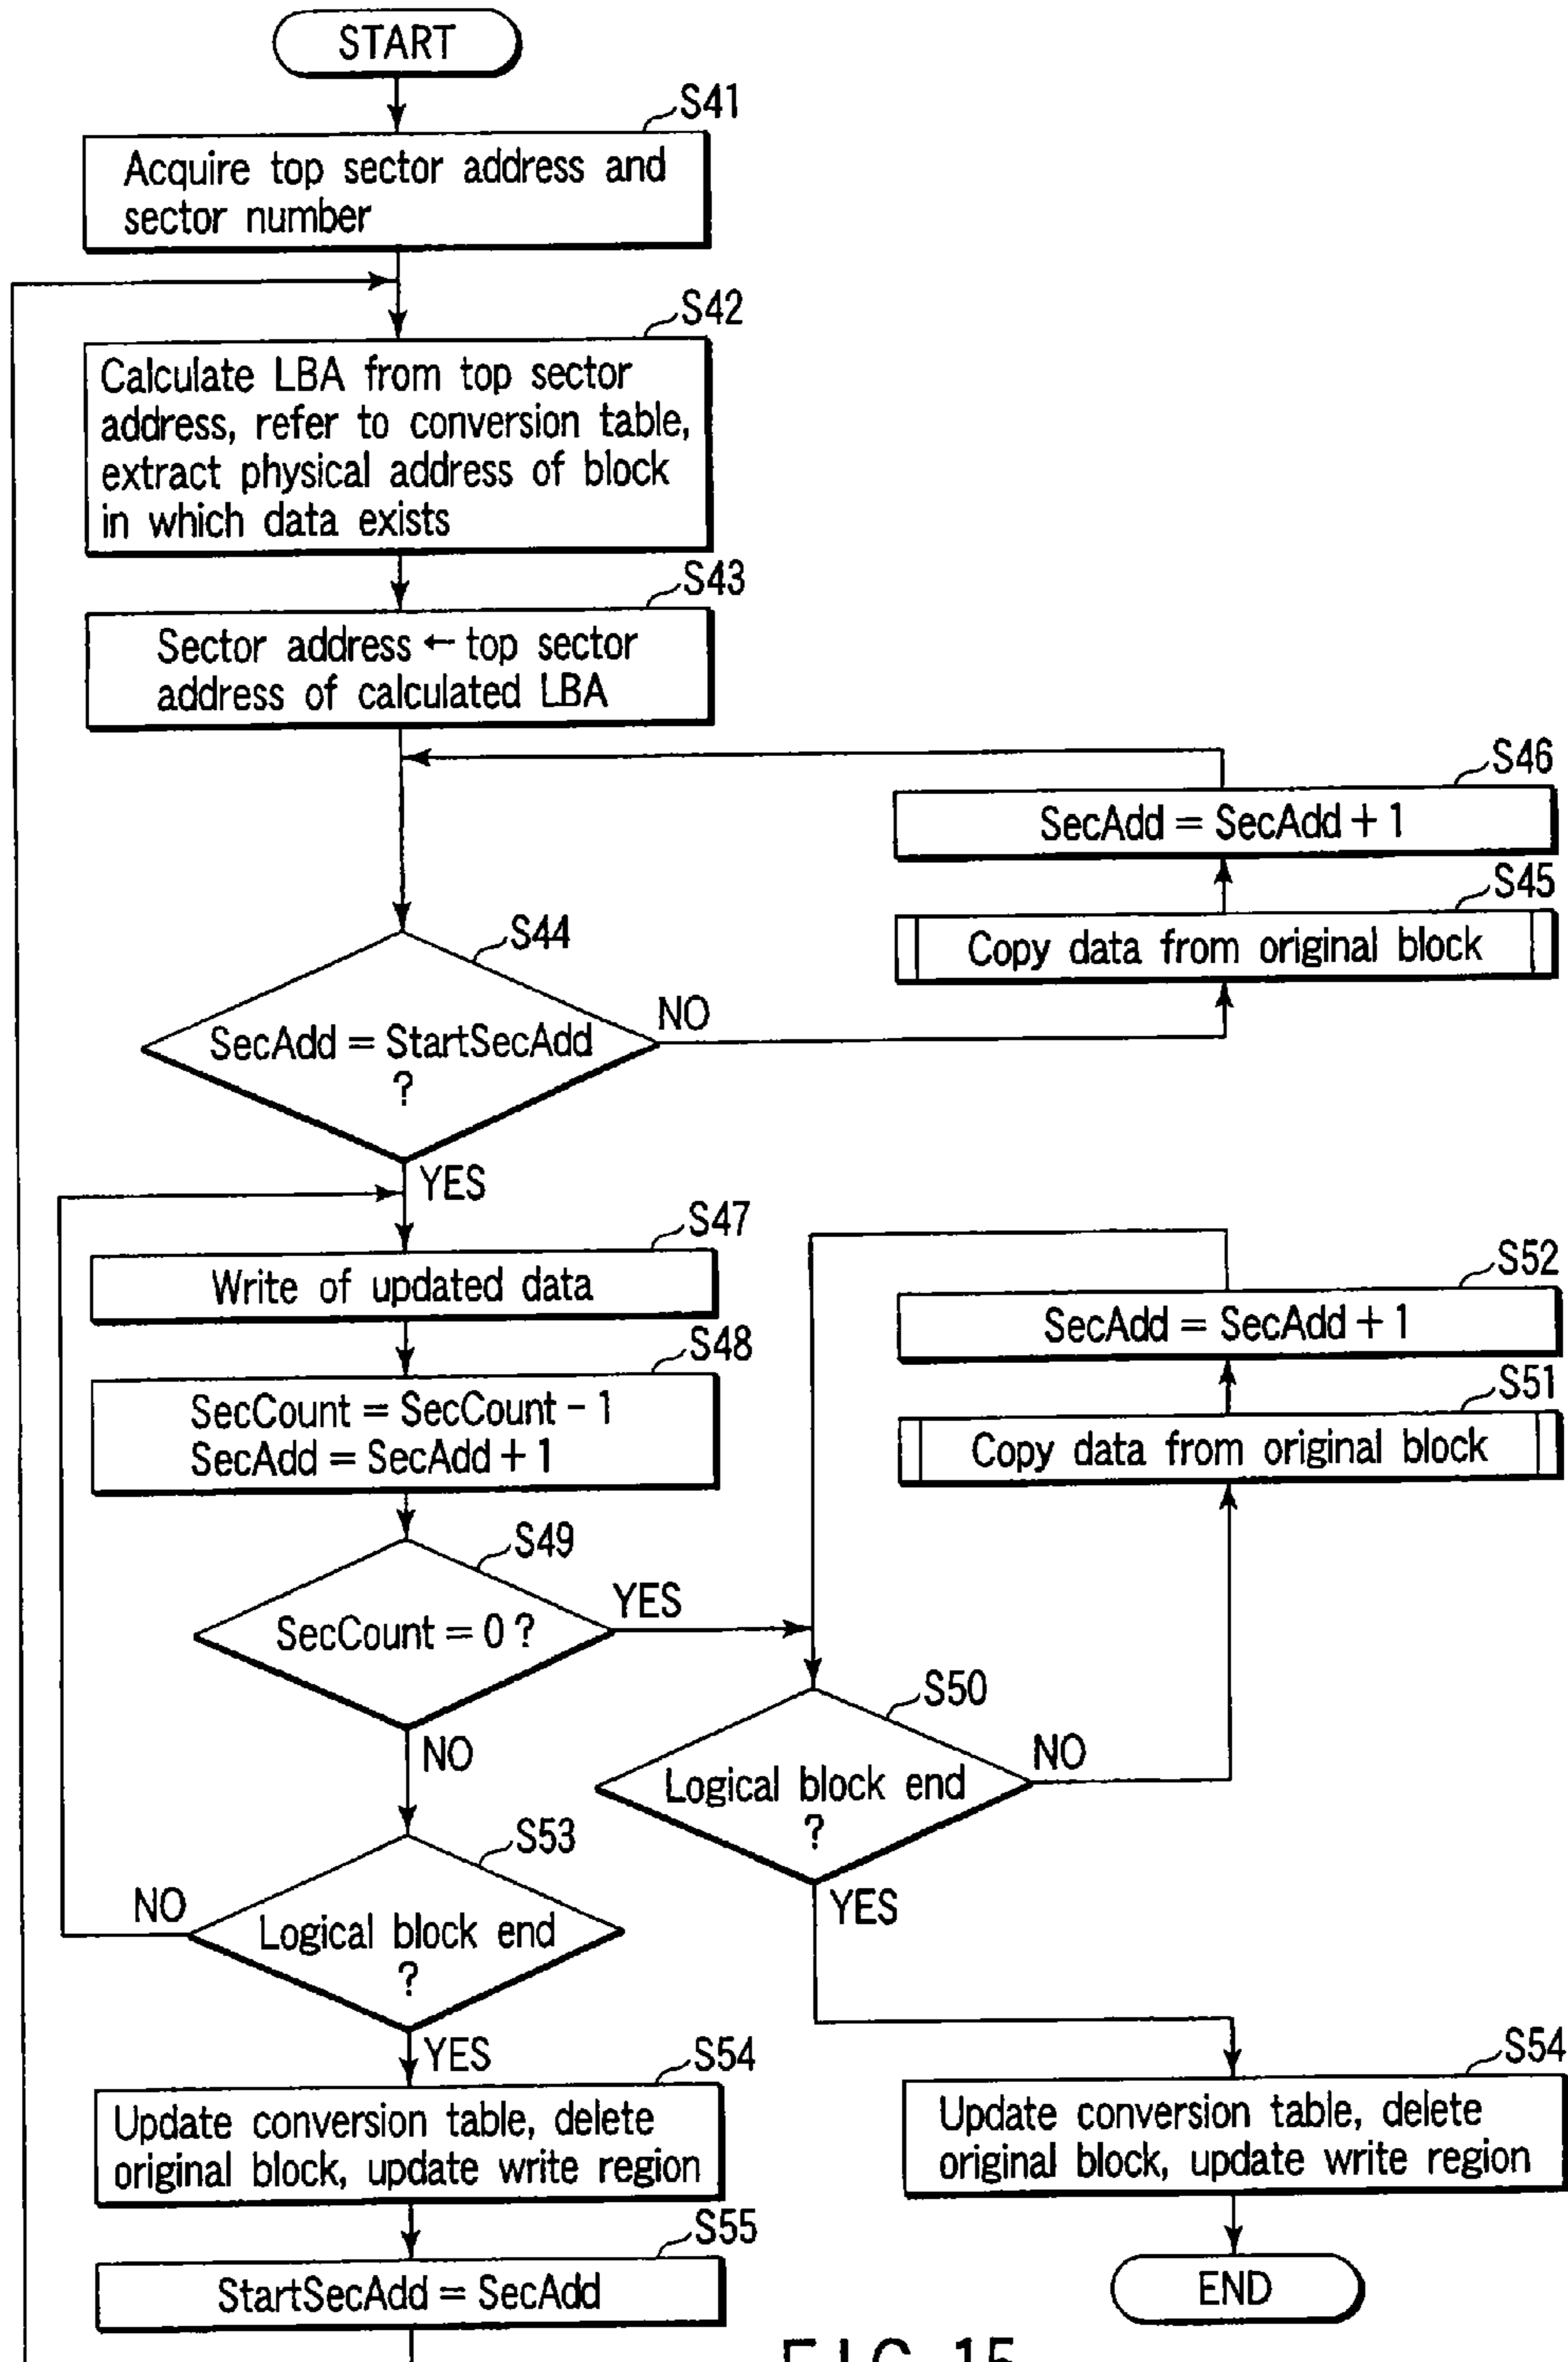 START
S41
Acquire top sector address and
sector number
S42
Calculate LBA from top sector
address, refer to conversion table,
extract physical address of block
in which data exists
S43
Sector address ← top sector
address of calculated LBA
S46
SecAdd = SecAdd + 1
S45
Copy data from original block
S44
SecAdd = StartSecAdd
?
NO
YES
S47
Write of updated data
S48
SecCount = SecCount - 1
SecAdd = SecAdd + 1
S52
SecAdd = SecAdd + 1
S51
Copy data from original block
S49
SecCount = 0 ?
YES
NO
S50
Logical block end
?
NO
YES
S53
Logical block end
?
NO
YES
S54
Update conversion table, delete
original block, update write region
S54
Update conversion table, delete
original block, update write region
S55
StartSecAdd = SecAdd
END
FIG. 15